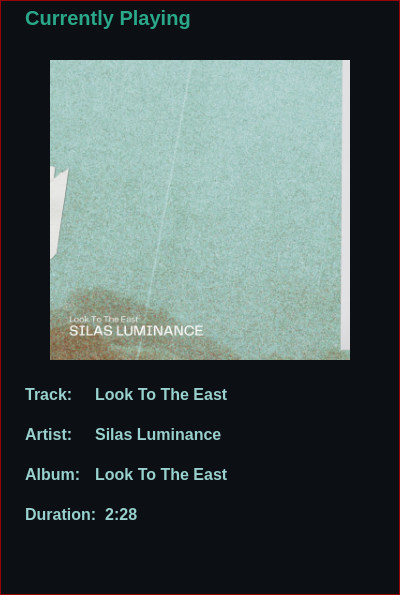 Currently Playing
Look To The East
SILAS LUMINANCE
Track: Look To The East
Artist: Silas Luminance
Album: Look To The East
Duration: 2:28